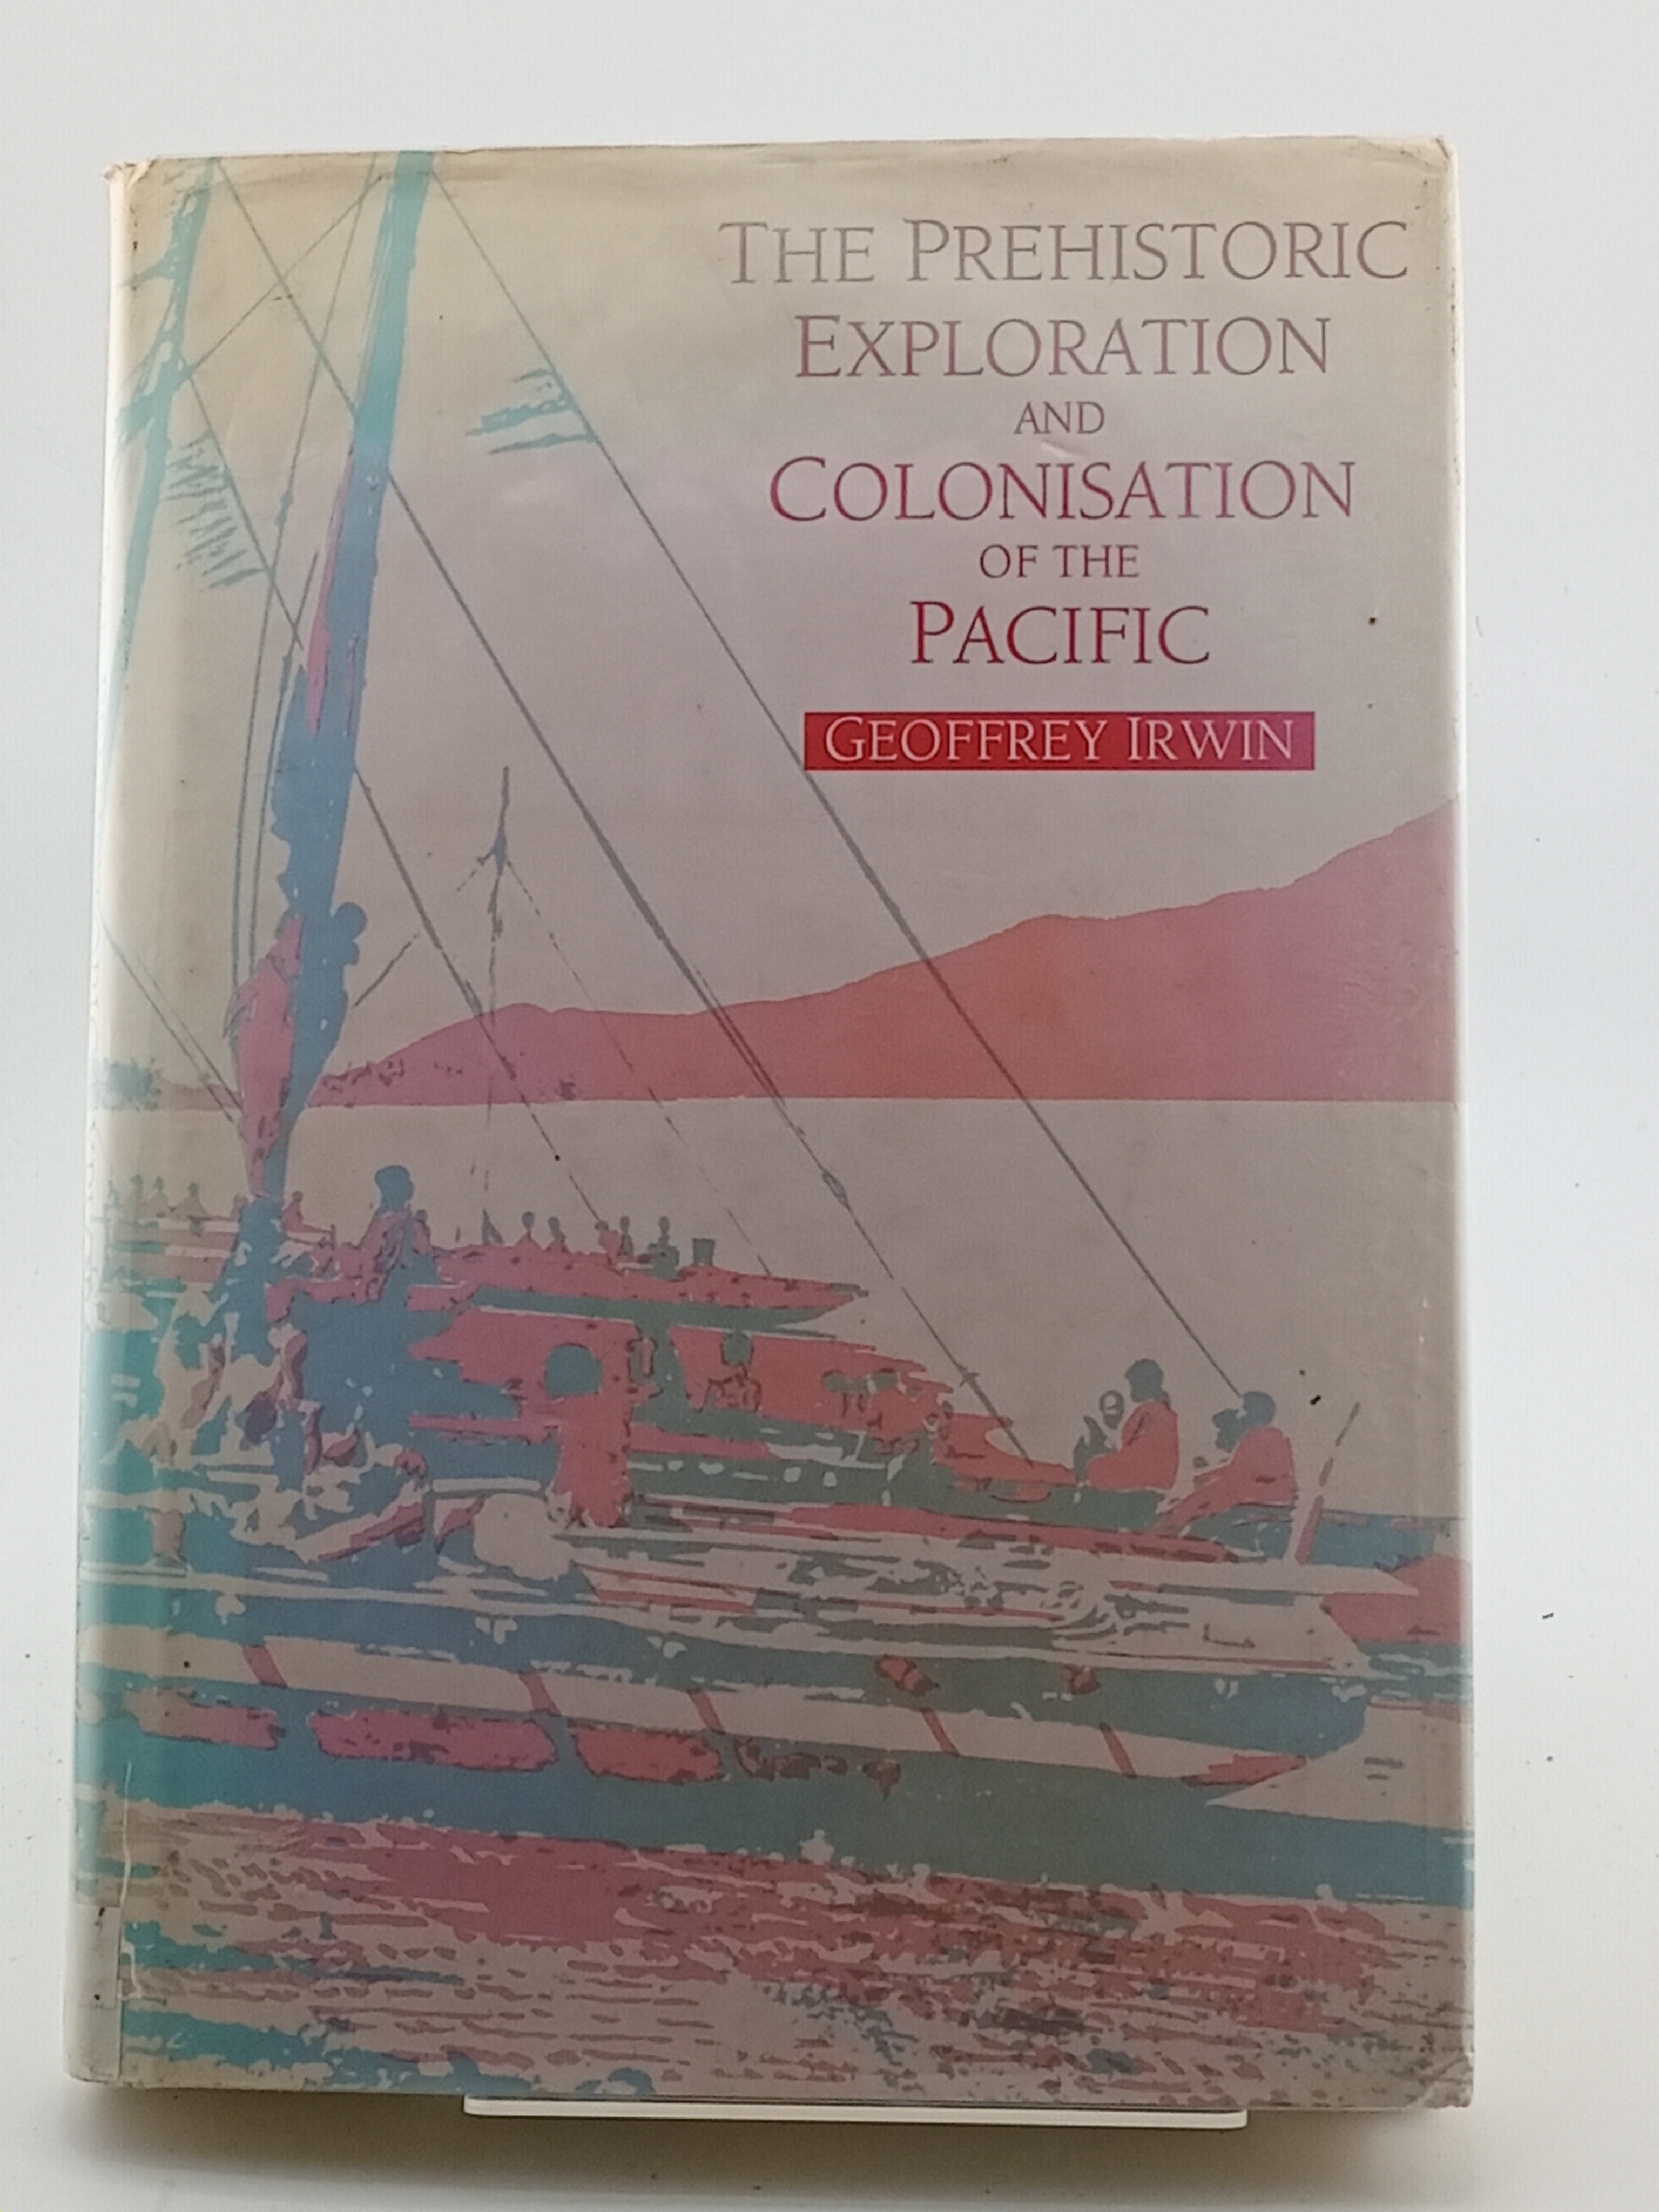 THE PREHISTORIC
EXPLORATION
AND
COLONISATION
OF THE
PACIFIC
GEOFFREY IRWIN